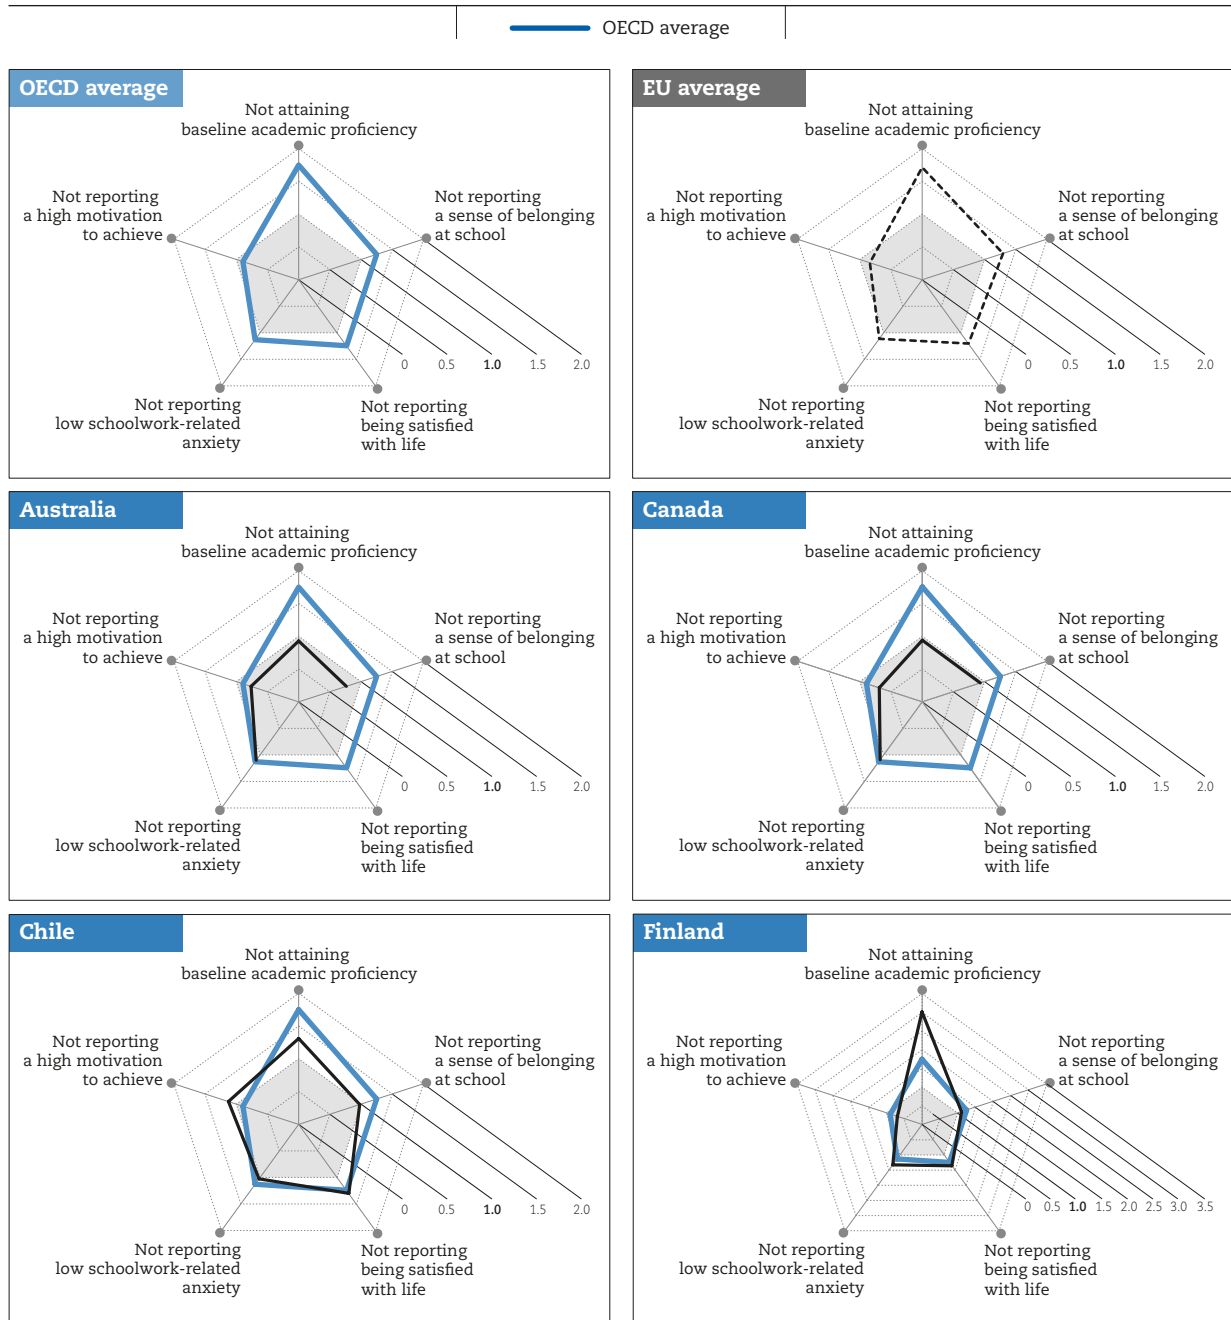 OECD average
OECD average
Not attaining
baseline academic proficiency
Not reporting
a high motivation
to achieve
Not reporting
a sense of belonging
at school
0 0.5 1.0 1.5 2.0
Not reporting
low schoolwork-related
anxiety
Not reporting
being satisfied
with life
EU average
Not attaining
baseline academic proficiency
Not reporting
a high motivation
to achieve
Not reporting
a sense of belonging
at school
0 0.5 1.0 1.5 2.0
Not reporting
low schoolwork-related
anxiety
Not reporting
being satisfied
with life
Australia
Not attaining
baseline academic proficiency
Not reporting
a high motivation
to achieve
Not reporting
a sense of belonging
at school
0 0.5 1.0 1.5 2.0
Not reporting
low schoolwork-related
anxiety
Not reporting
being satisfied
with life
Canada
Not attaining
baseline academic proficiency
Not reporting
a high motivation
to achieve
Not reporting
a sense of belonging
at school
0 0.5 1.0 1.5 2.0
Not reporting
low schoolwork-related
anxiety
Not reporting
being satisfied
with life
Chile
Not attaining
baseline academic proficiency
Not reporting
a high motivation
to achieve
Not reporting
a sense of belonging
at school
0 0.5 1.0 1.5 2.0
Not reporting
low schoolwork-related
anxiety
Not reporting
being satisfied
with life
Finland
Not attaining
baseline academic proficiency
Not reporting
a high motivation
to achieve
Not reporting
a sense of belonging
at school
0 0.5 1.0 1.5 2.0 2.5 3.0 3.5
Not reporting
low schoolwork-related
anxiety
Not reporting
being satisfied
with life